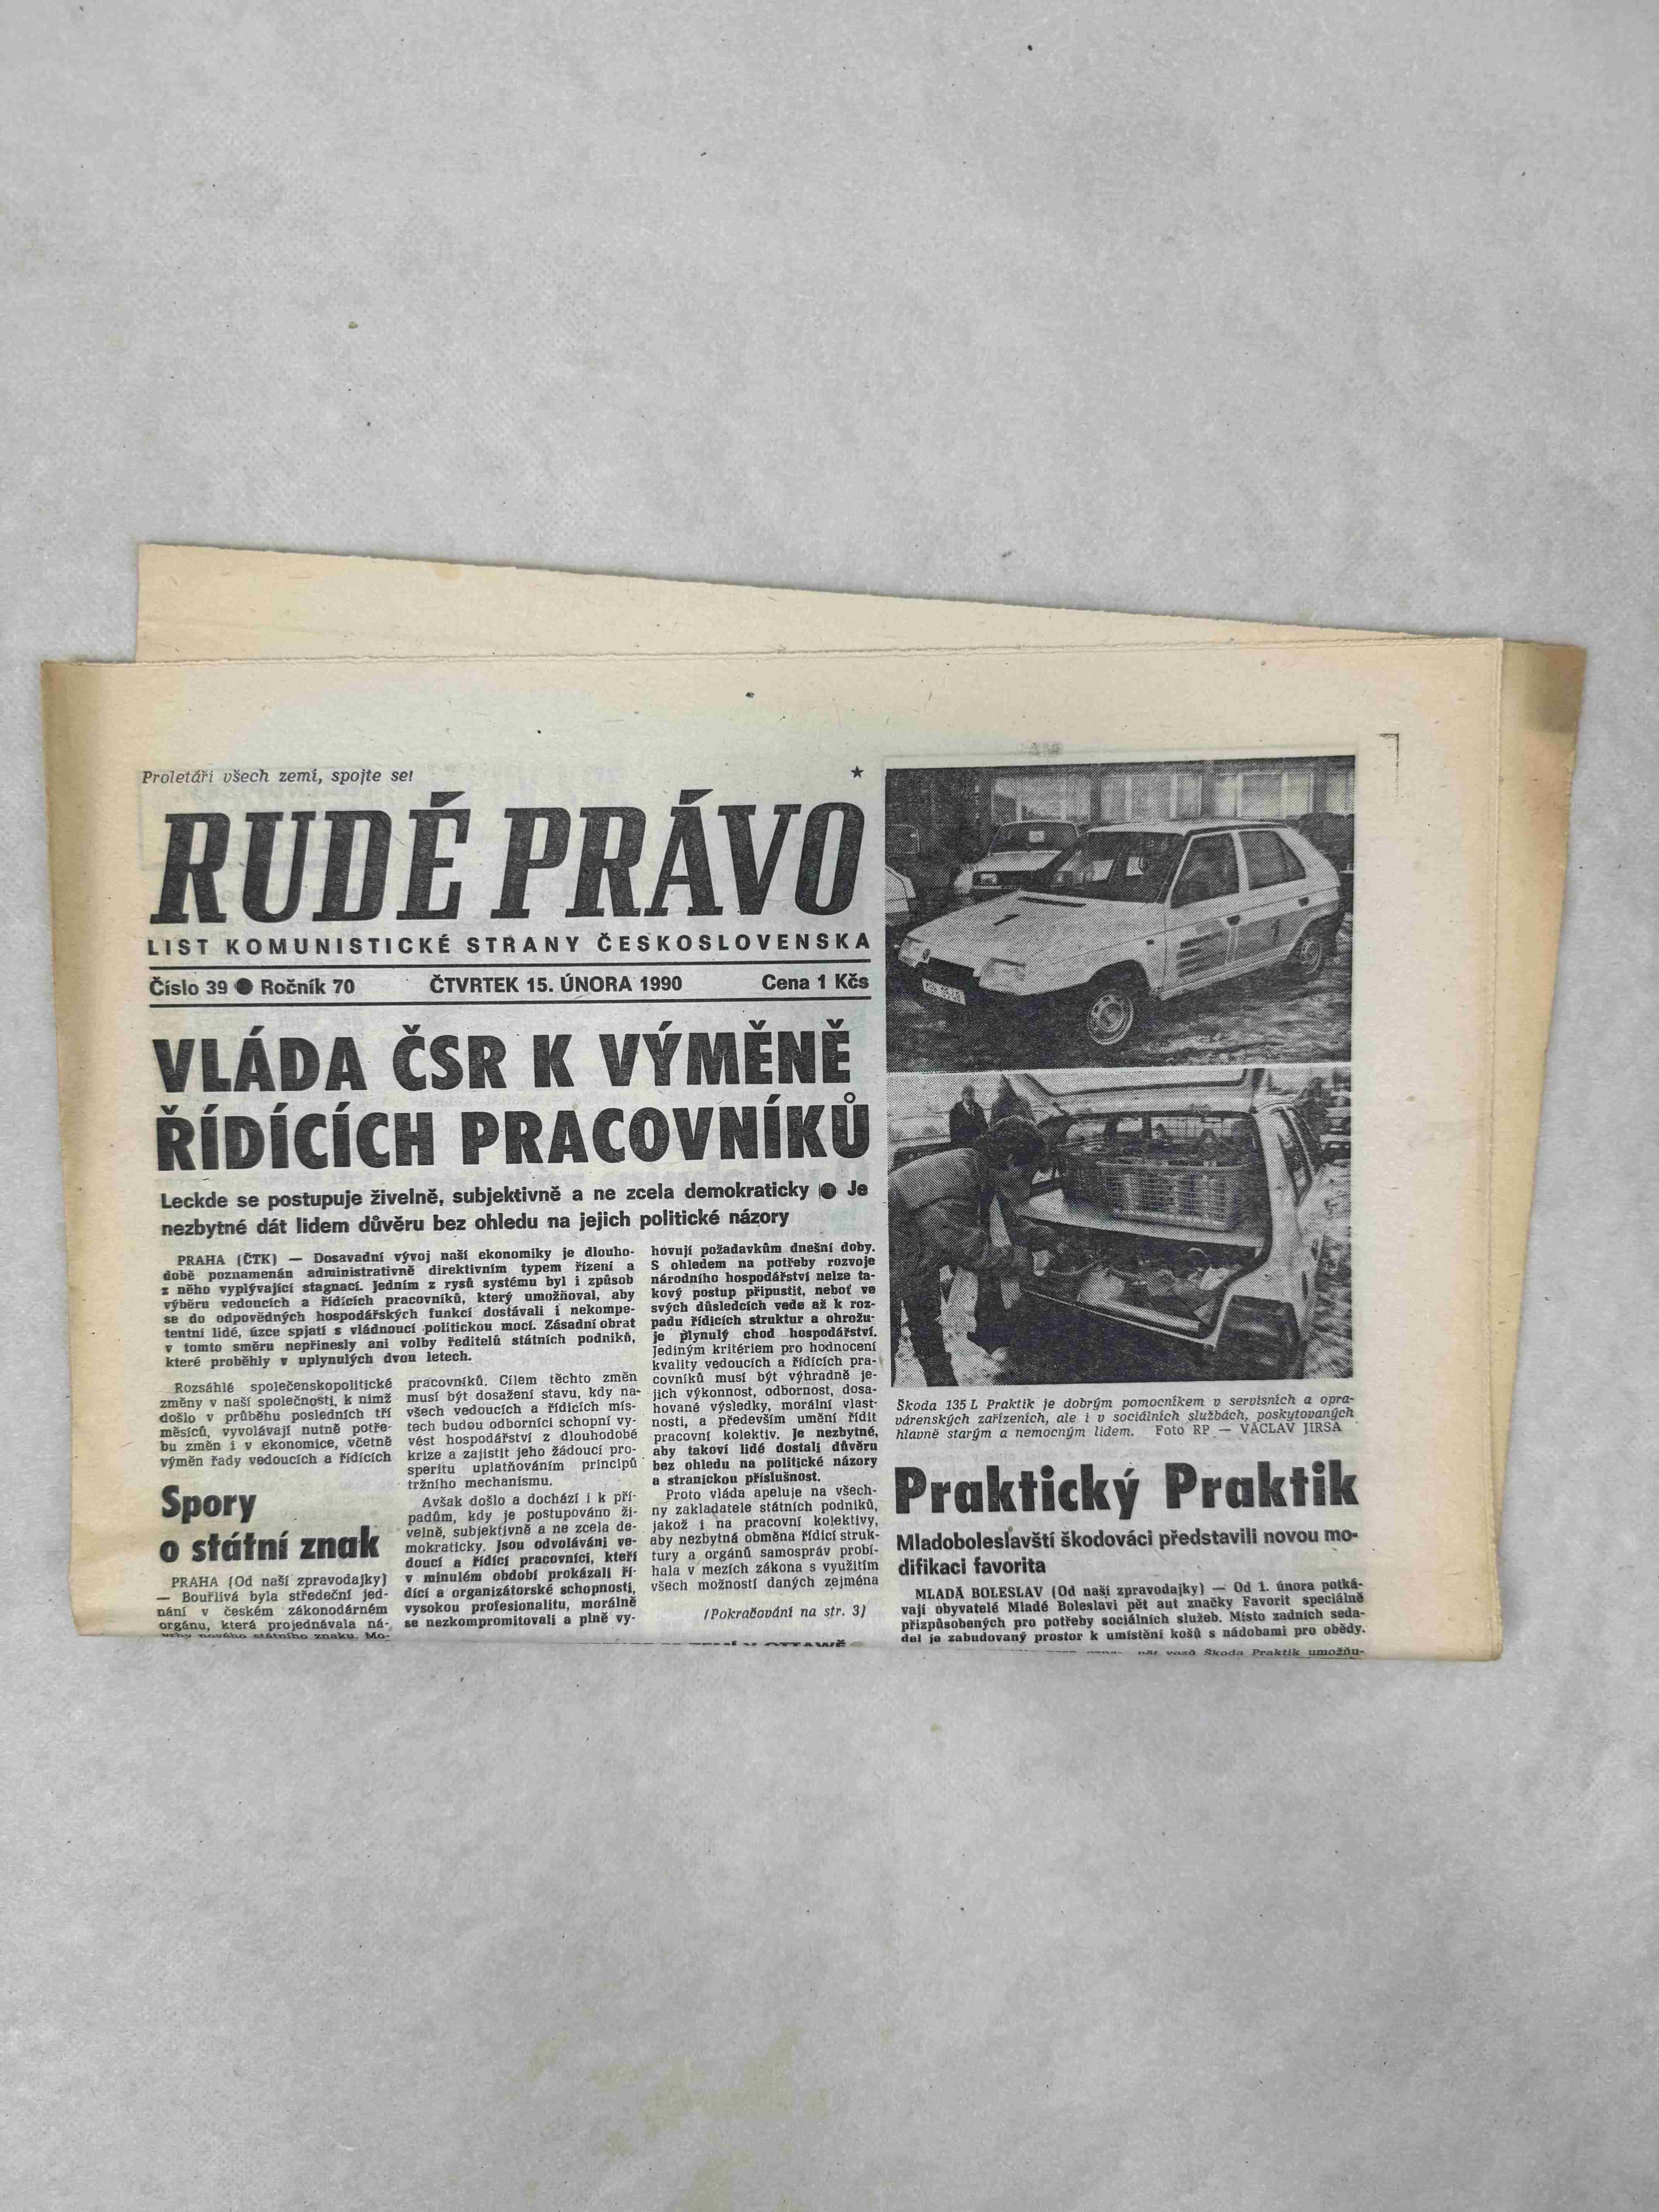 Proletáři všech zemí, spojte se!
★
RUDÉ PRÁVO
LIST KOMUNISTICKÉ STRANY ČESKOSLOVENSKA
Číslo 39 ● Ročník 70 ČTVRTEK 15. ÚNORA 1990 Cena 1 Kčs
VLÁDA ČSR K VÝMĚNĚ
ŘÍDÍCÍCH PRACOVNÍKŮ
Leckde se postupuje živelně, subjektivně a ne zcela demokraticky ● Je
nezbytné dát lidem důvěru bez ohledu na jejich politické názory
PRAHA (ČTK) — Dosavadní vývoj naší ekonomiky je dlouho-
době poznamenán administrativně direktivním typem řízení a
z něho vyplývající stagnací. Jedním z rysů systému byl i způsob
výběru vedoucích a řídících pracovníků, který umožňoval, aby
se do odpovědných hospodářských funkcí dostávali i nekompe-
tentní lidé, úzce spjatí s vládnoucí politickou mocí. Zásadní obrat
v tomto směru nepřinesly ani volby ředitelů státních podniků,
které proběhly v uplynulých dvou letech.
Rozsáhlé společenskopolitické
změny v naší společnosti, k nimž
došlo v průběhu posledních tří
měsíců, vyvolávají nutně potře-
bu změn i v ekonomice, včetně
výměn řady vedoucích a řídících
pracovníků. Cílem těchto změn
musí být dosažení stavu, kdy na-
všech vedoucích a řídících mís-
tech budou odborníci schopní vy-
vést hospodářství z dlouhodobé
krize a zajistit jeho žádoucí pro-
speritu uplatňováním principů
tržního mechanismu.
Avšak došlo a dochází i k pří-
padům, kdy je postupováno ži-
velně, subjektivně a ne zcela de-
mokraticky. Jsou odvoláváni ve-
doucí a řídící pracovníci, kteří
v minulém období prokázali ří-
dící a organizátorské schopnosti,
vysokou profesionalitu, morálně
se nezkompromitovali a plně vy-
hovují požadavkům dnešní doby.
S ohledem na potřeby rozvoje
národního hospodářství nelze ta-
kový postup připustit, neboť ve
svých důsledcích vede až k roz-
padu řídících struktur a ohrožu-
je plynulý chod hospodářství.
Jediným kritériem pro hodnocení
kvality vedoucích a řídících pra-
covníků musí být výhradně je-
jich výkonnost, odbornost, dosa-
hované výsledky, morální vlast-
nosti, a především umění řídit
pracovní kolektiv. Je nezbytné,
aby takoví lidé dostali důvěru
bez ohledu na politické názory
a stranickou příslušnost.
Proto vláda apeluje na všech-
ny zakladatele státních podniků,
jakož i na pracovní kolektivy,
aby nezbytná obměna řídící struk-
tury a orgánů samospráv probí-
hala v mezích zákona s využitím
všech možností daných zejména
(Pokračování na str. 3)
Spory
o státní znak
PRAHA (Od naší zpravodajky)
— Bouřlivá byla středeční jed-
nání v českém zákonodárném
orgánu, která projednávala ná-
vrhy nového státního znaku. Mo-
Škoda 135 L Praktik je dobrým pomocníkem v servisních a opra-
várenských zařízeních, ale i v sociálních službách, poskytovaných
hlavně starým a nemocným lidem. Foto RP — VÁCLAV JIRSA
Praktický Praktik
Mladoboleslavští škodováci představili novou mo-
difikaci favorita
MLADÁ BOLESLAV (Od naší zpravodajky) — Od 1. února potká-
vají obyvatelé Mladé Boleslavi pět aut značky Favorit speciálně
přizpůsobených pro potřeby sociálních služeb. Místo zadních seda-
del je zabudovaný prostor k umístění košů s nádobami pro obědy.
pět vozů Škoda Praktik umožňu-